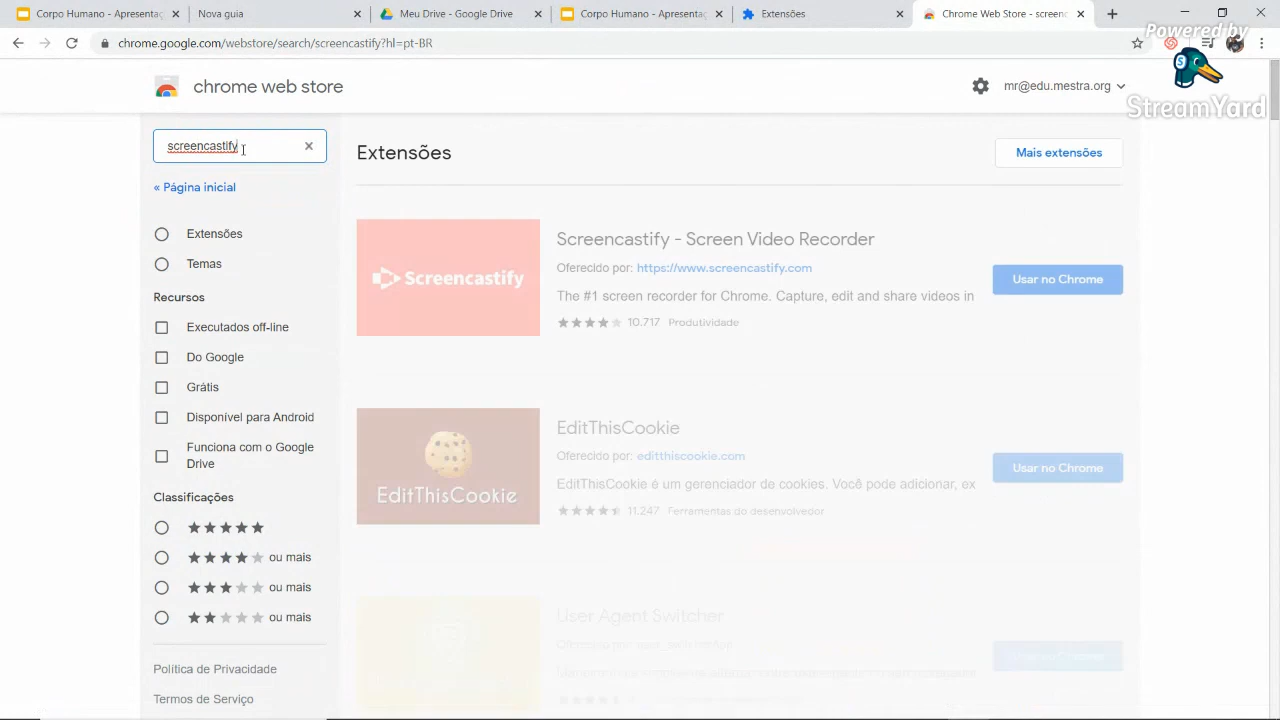 Corpo Humano - Apresentaç
Nova guia
Meu Drive - Google Drive
Corpo Humano - Apresentaç
Extensões
Chrome Web Store - screenc
chrome.google.com/webstore/search/screencastify?hl=pt-BR
Powered by
StreamYard
chrome web store
mr@edu.mestra.org
screencastify
« Página inicial
Extensões
Temas
Recursos
Executados off-line
Do Google
Grátis
Disponível para Android
Funciona com o Google
Drive
Classificações
ou mais
ou mais
ou mais
Política de Privacidade
Termos de Serviço
Extensões
Mais extensões
Screencastify
Screencastify - Screen Video Recorder
Oferecido por: https://www.screencastify.com
The #1 screen recorder for Chrome. Capture, edit and share videos in
10.717 Produtividade
Usar no Chrome
EditThisCookie
EditThisCookie
Oferecido por: editthiscookie.com
EditThisCookie é um gerenciador de cookies. Você pode adicionar, ex
11.247 Ferramentas do desenvolvedor
Usar no Chrome
User Agent Switcher
Oferecido por: